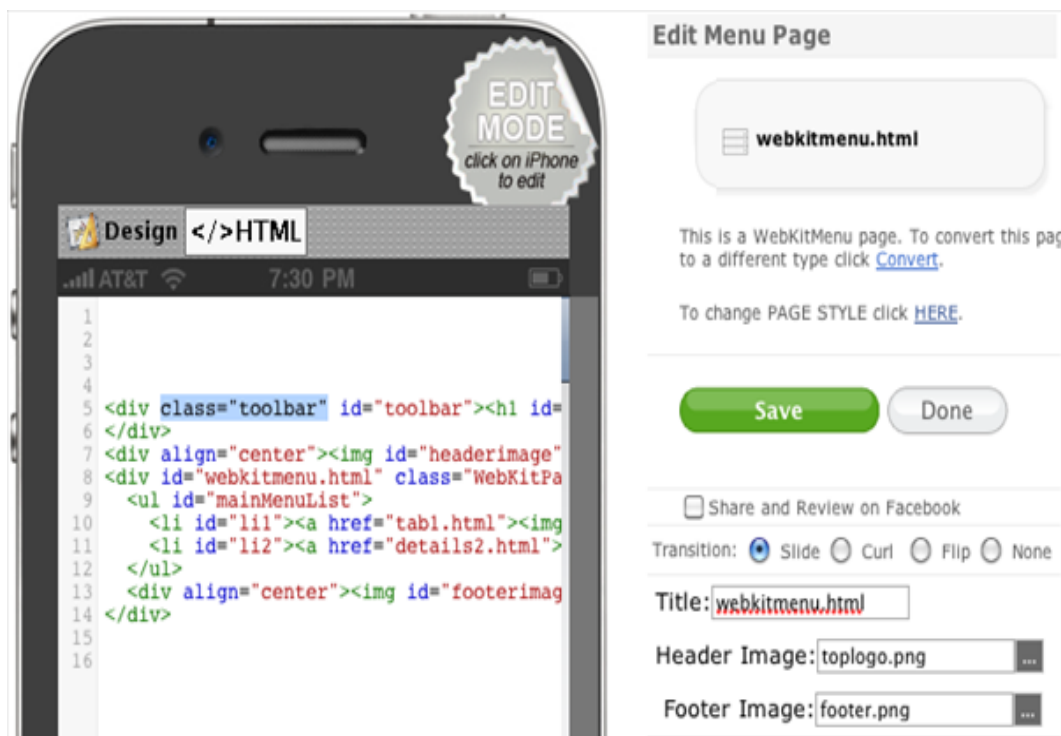 EDIT
MODE
click on iPhone
to edit
Design </>HTML
AT&T 7:30 PM
1
2
3
4
5 <div class="toolbar" id="toolbar"><h1 id=
6 </div>
7 <div align="center"><img id="headerimage"
8 <div id="webkitmenu.html" class="WebKitPa
9 <ul id="mainMenuList">
10 <li id="li1"><a href="tab1.html"><img
11 <li id="li2"><a href="details2.html">
12 </ul>
13 <div align="center"><img id="footerimag
14 </div>
15
16
Edit Menu Page
webkitmenu.html
This is a WebKitMenu page. To convert this pag
to a different type click Convert.
To change PAGE STYLE click HERE.
Save Done
Share and Review on Facebook
Transition: Slide Curl Flip None
Title: webkitmenu.html
Header Image: toplogo.png ...
Footer Image: footer.png ...